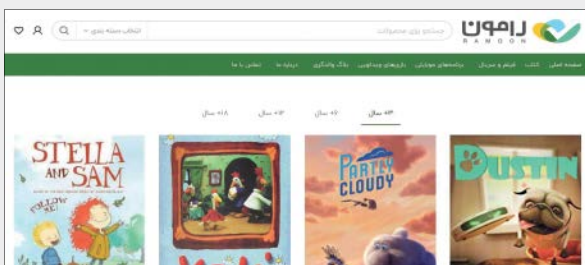 رامون
RAMOON
جستجو برای محصولات
انتخاب دسته بندی
صفحه اصلی
کتاب
فیلم و سریال
برنامه‌های موبایلی
بازی‌های ویدئویی
بلاگ والدگری
درباره ما
تماس با ما
+۳ سال
+۷ سال
+۱۲ سال
+۱۸ سال
STELLA
AND SAM
FOLLOW
ME!
PARTLY
CLOUDY
DUSTIN